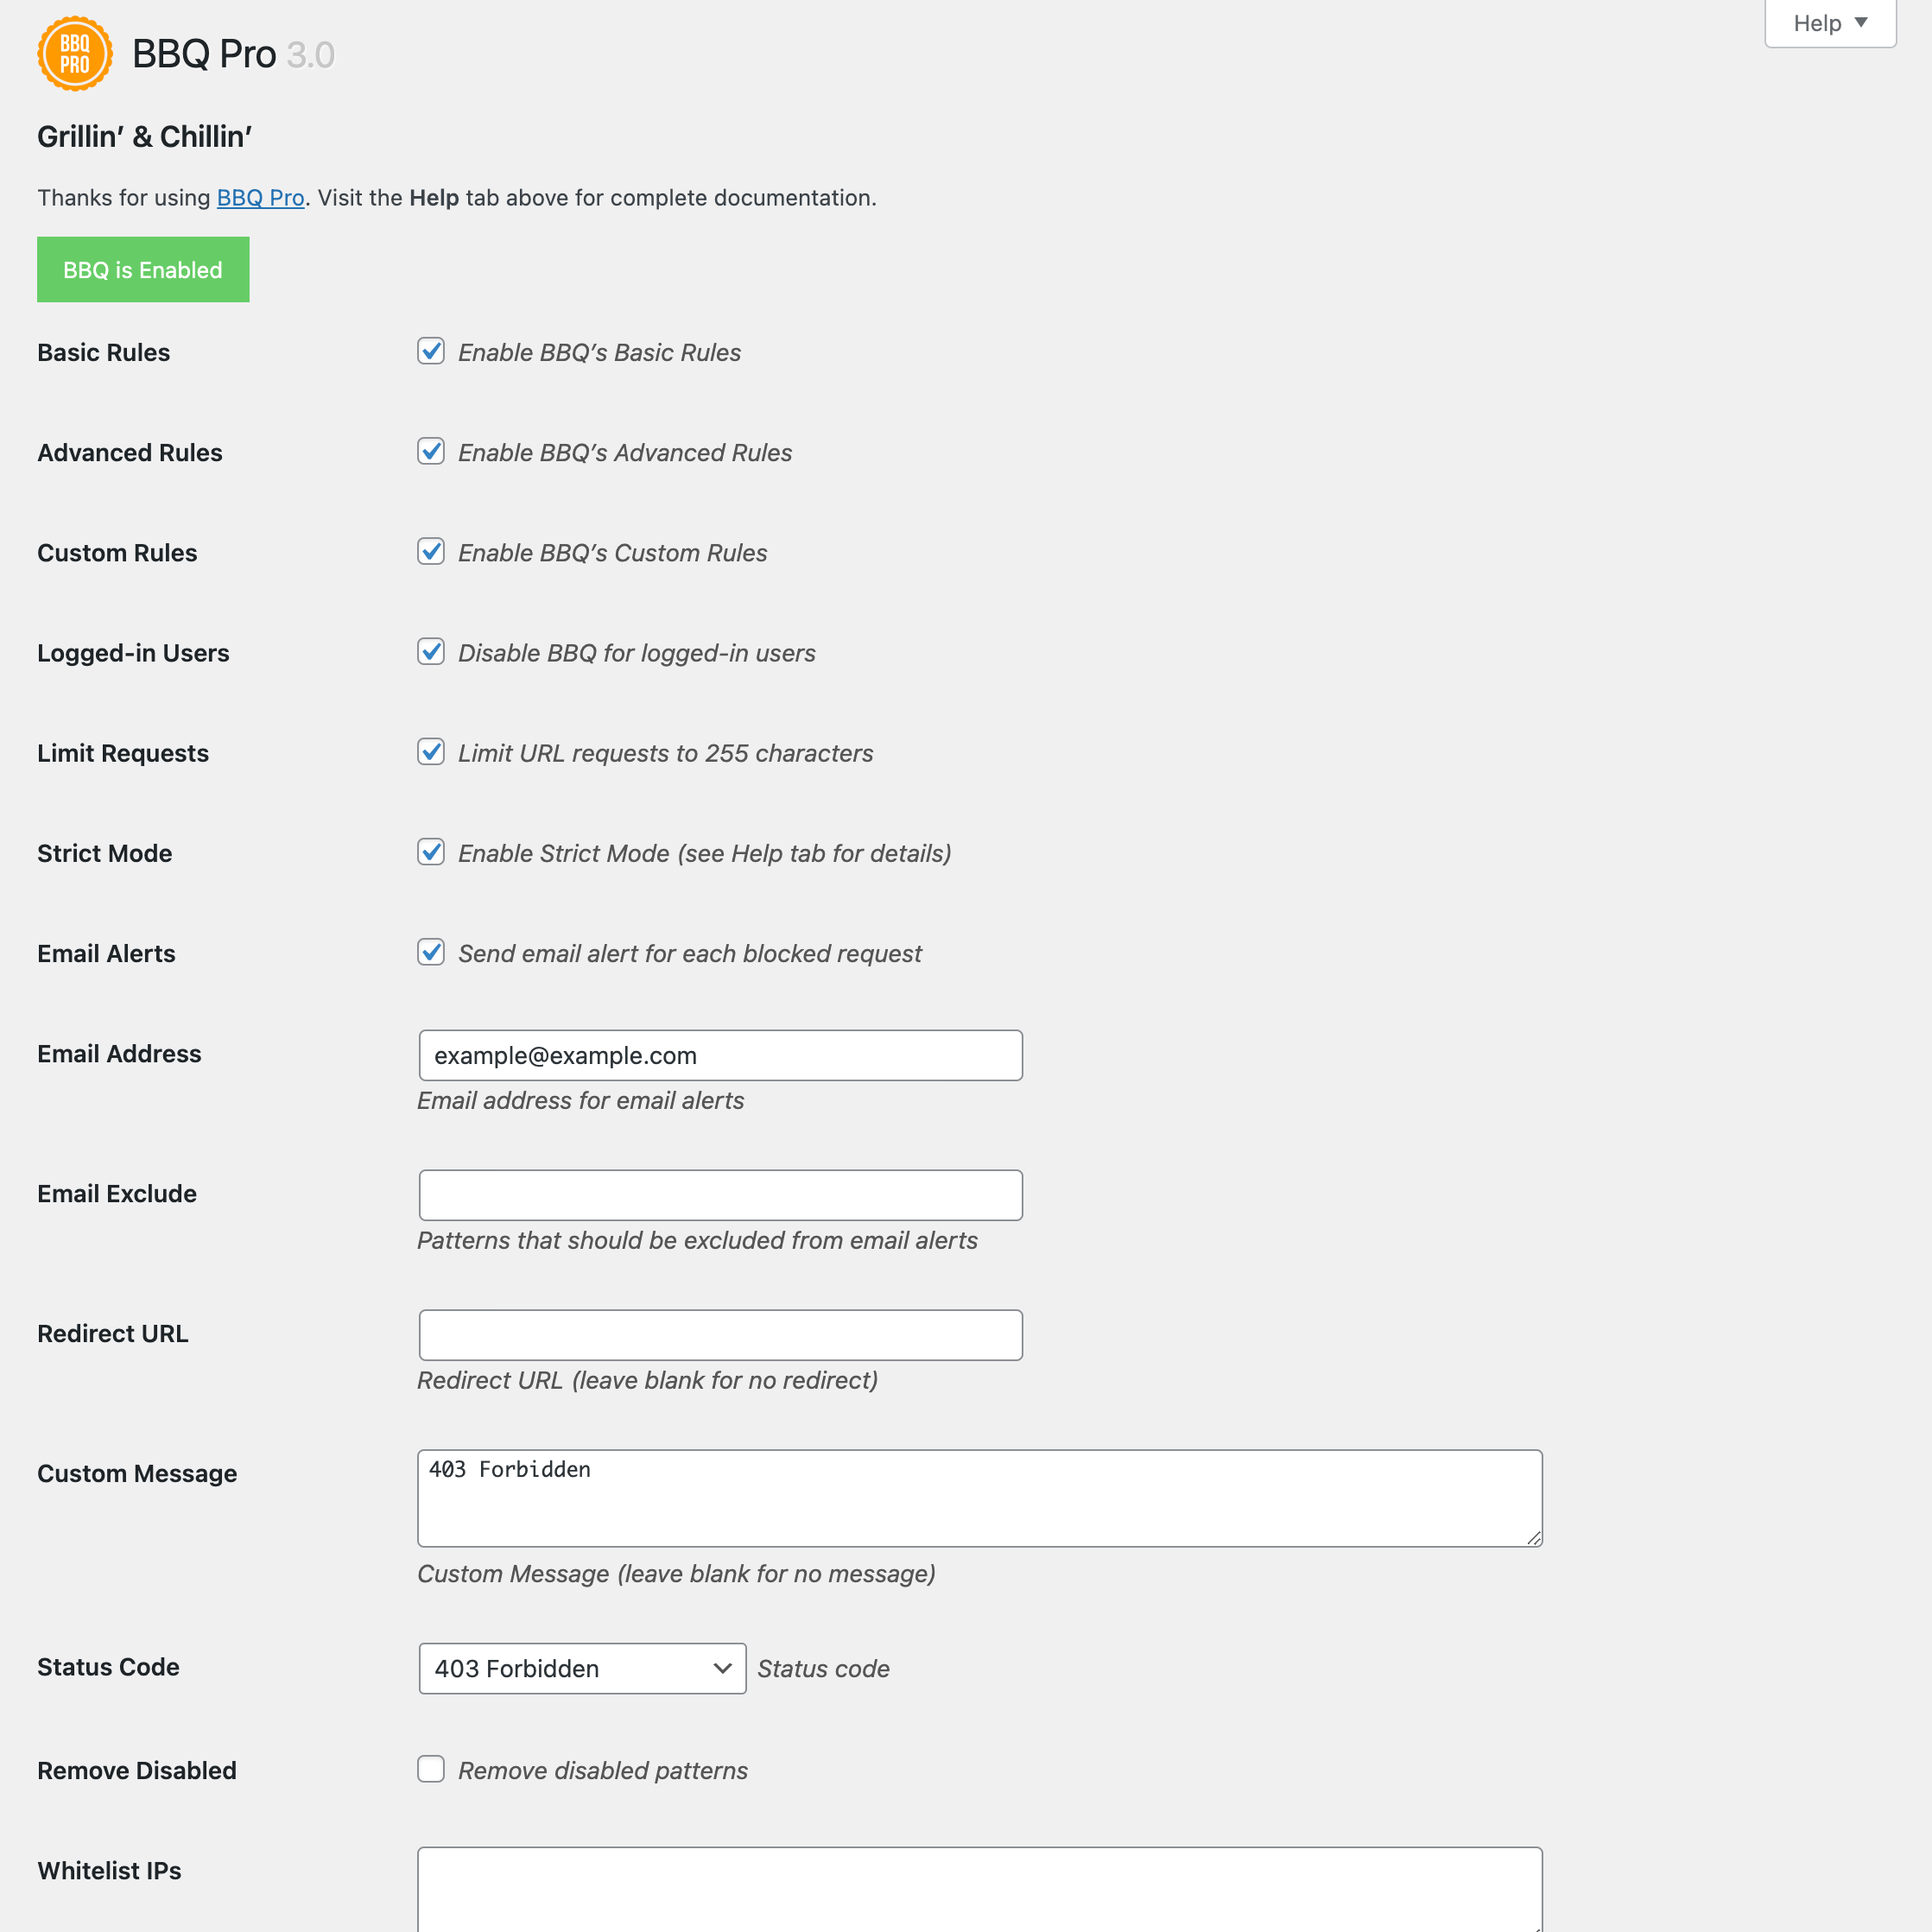 BBQ
PRO
BBQ Pro 3.0
Help ▼
Grillin’ & Chillin’
Thanks for using BBQ Pro. Visit the Help tab above for complete documentation.
BBQ is Enabled
Basic Rules
Enable BBQ’s Basic Rules
Advanced Rules
Enable BBQ’s Advanced Rules
Custom Rules
Enable BBQ’s Custom Rules
Logged-in Users
Disable BBQ for logged-in users
Limit Requests
Limit URL requests to 255 characters
Strict Mode
Enable Strict Mode (see Help tab for details)
Email Alerts
Send email alert for each blocked request
Email Address
example@example.com
Email address for email alerts
Email Exclude
Patterns that should be excluded from email alerts
Redirect URL
Redirect URL (leave blank for no redirect)
Custom Message
403 Forbidden
Custom Message (leave blank for no message)
Status Code
403 Forbidden
Status code
Remove Disabled
Remove disabled patterns
Whitelist IPs